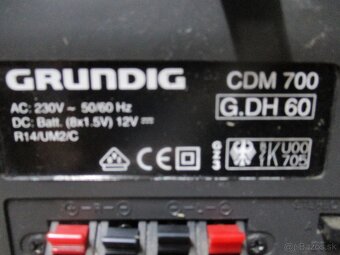 GRUNDIG
CDM 700
G.DH 60
AC: 230V ~ 50/60 Hz
DC: Batt. (8x1.5V) 12V
R14/UM2/C
CE
K U00
705